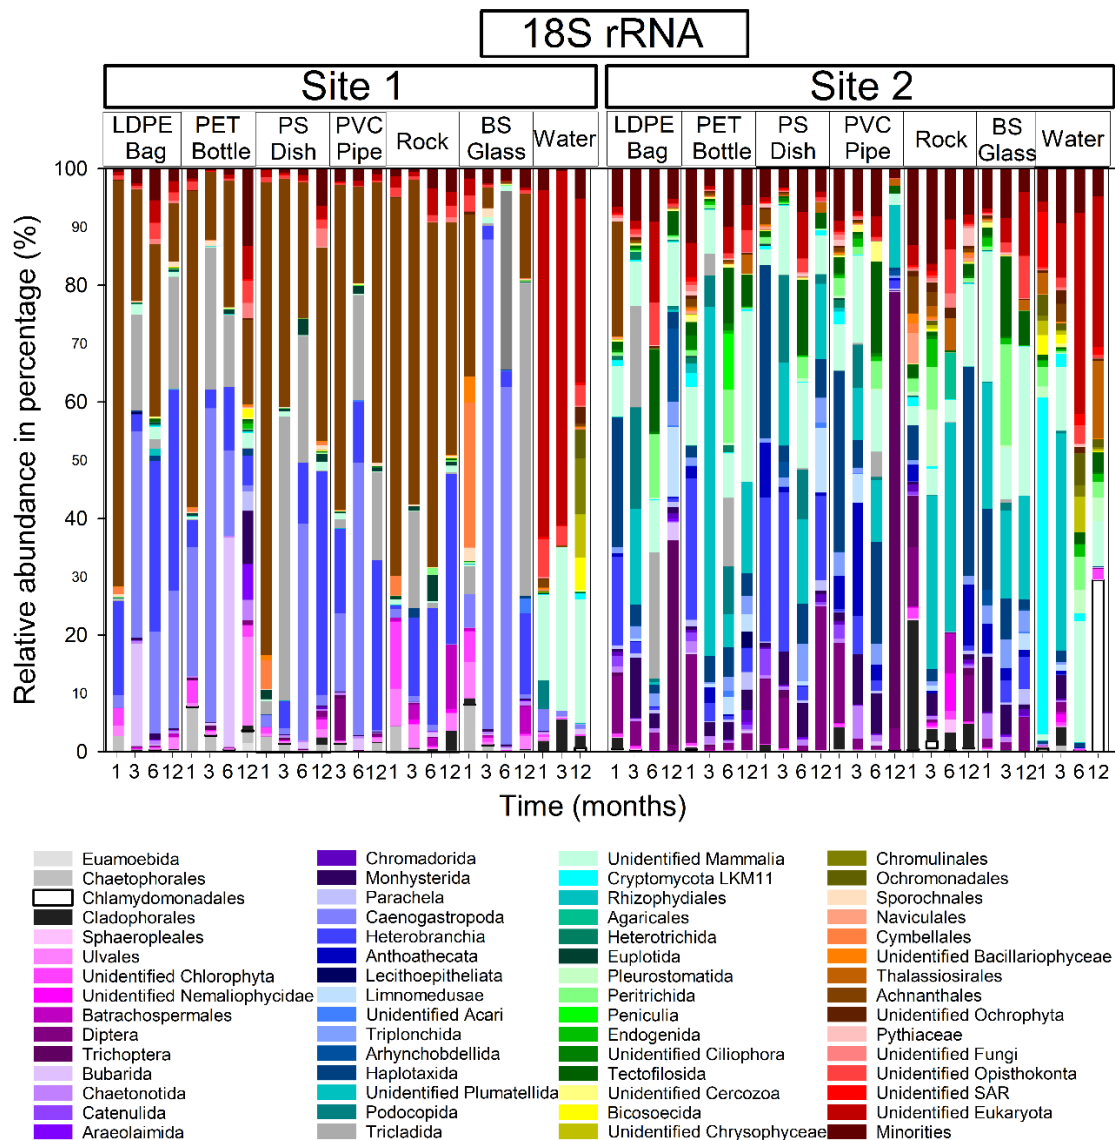 18S rRNA
Site 1
Site 2
LDPE Bag
PET Bottle
PS Dish
PVC Pipe
Rock
BS Glass
Water
LDPE Bag
PET Bottle
PS Dish
PVC Pipe
Rock
BS Glass
Water
Relative abundance in percentage (%)
100
90
80
70
60
50
40
30
20
10
0
1 3 6 12 1 3 6 12 1 3 6 12 1 3 6 12 1 3 6 12 1 3 6 12 1 3 12
1 3 6 12 1 3 6 12 1 3 6 12 1 3 6 12 1 3 6 12 1 3 12 1 3 6 12
Time (months)
Euamoebida
Chaetophorales
Chlamydomonadales
Cladophorales
Sphaeropleales
Ulvales
Unidentified Chlorophyta
Unidentified Nemaliophycidae
Batrachospermales
Diptera
Trichoptera
Bubarida
Chaetonotida
Catenulida
Araeolaimida
Chromadorida
Monhysterida
Parachela
Caenogastropoda
Heterobranchia
Anthoathecata
Lecithoepitheliata
Limnomedusae
Unidentified Acari
Triplonchida
Arhynchobdellida
Haplotaxida
Unidentified Plumatellida
Podocopida
Tricladida
Unidentified Mammalia
Cryptomycota LKM11
Rhizophydiales
Agaricales
Heterotrichida
Euplotida
Pleurostomatida
Peritrichida
Peniculia
Endogenida
Unidentified Ciliophora
Tectofilosida
Unidentified Cercozoa
Bicosoecida
Unidentified Chrysophyceae
Chromulinales
Ochromonadales
Sporochnales
Naviculales
Cymbellales
Unidentified Bacillariophyceae
Thalassiosirales
Achnanthales
Unidentified Ochrophyta
Pythiaceae
Unidentified Fungi
Unidentified Opisthokonta
Unidentified SAR
Unidentified Eukaryota
Minorities